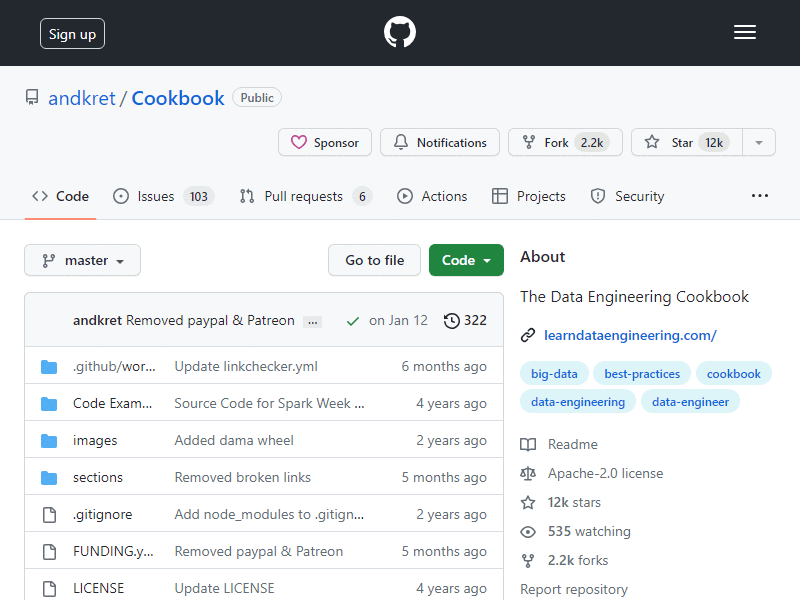 Sign up
andkret / Cookbook Public
Sponsor Notifications Fork 2.2k Star 12k
Code Issues 103 Pull requests 6 Actions Projects Security ...
master Go to file Code
andkret Removed paypal & Patreon ... on Jan 12 322
.github/wor... Update linkchecker.yml 6 months ago
Code Exam... Source Code for Spark Week ... 4 years ago
images Added dama wheel 2 years ago
sections Removed broken links 5 months ago
.gitignore Add node_modules to .gitign... 2 years ago
FUNDING.y... Removed paypal & Patreon 5 months ago
LICENSE Update LICENSE 4 years ago
About
The Data Engineering Cookbook
learndataengineering.com/
big-data best-practices cookbook
data-engineering data-engineer
Readme
Apache-2.0 license
12k stars
535 watching
2.2k forks
Report repository